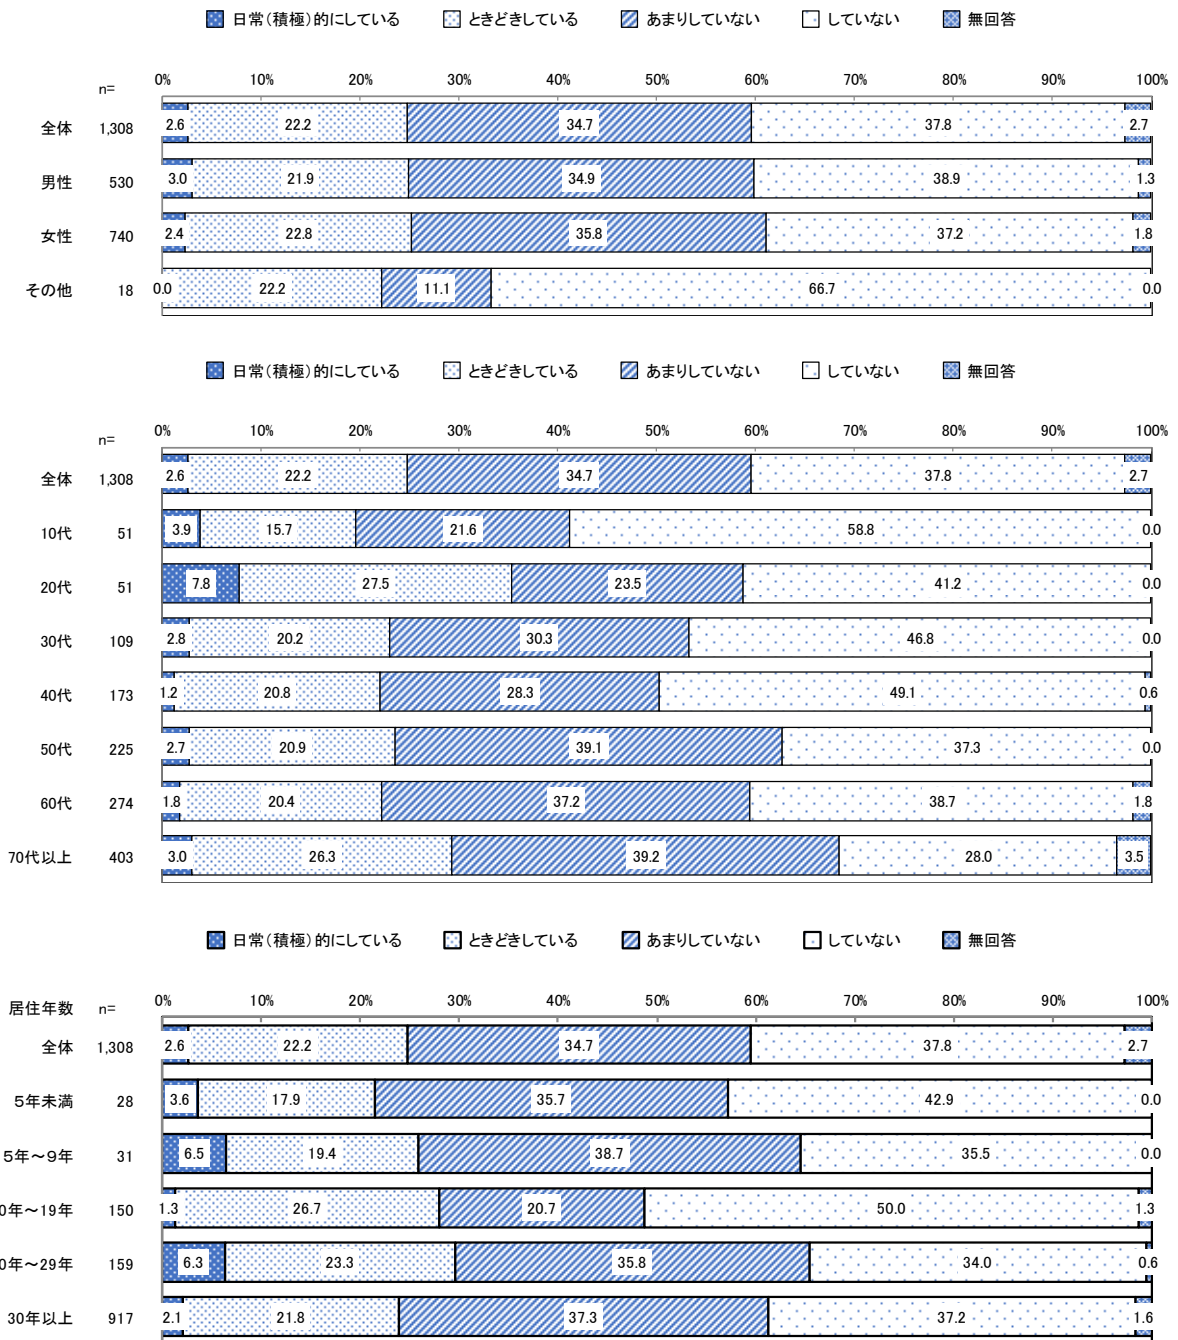 日常（積極）的にしている ときどきしている あまりしていない していない 無回答
n= 0% 10% 20% 30% 40% 50% 60% 70% 80% 90% 100%
全体 1,308 2.6 22.2 34.7 37.8 2.7
男性 530 3.0 21.9 34.9 38.9 1.3
女性 740 2.4 22.8 35.8 37.2 1.8
その他 18 0.0 22.2 11.1 66.7 0.0
日常（積極）的にしている ときどきしている あまりしていない していない 無回答
n= 0% 10% 20% 30% 40% 50% 60% 70% 80% 90% 100%
全体 1,308 2.6 22.2 34.7 37.8 2.7
10代 51 3.9 15.7 21.6 58.8 0.0
20代 51 7.8 27.5 23.5 41.2 0.0
30代 109 2.8 20.2 30.3 46.8 0.0
40代 173 1.2 20.8 28.3 49.1 0.6
50代 225 2.7 20.9 39.1 37.3 0.0
60代 274 1.8 20.4 37.2 38.7 1.8
70代以上 403 3.0 26.3 39.2 28.0 3.5
日常（積極）的にしている ときどきしている あまりしていない していない 無回答
居住年数 n= 0% 10% 20% 30% 40% 50% 60% 70% 80% 90% 100%
全体 1,308 2.6 22.2 34.7 37.8 2.7
５年未満 28 3.6 17.9 35.7 42.9 0.0
５年～９年 31 6.5 19.4 38.7 35.5 0.0
0年～19年 150 1.3 26.7 20.7 50.0 1.3
0年～29年 159 6.3 23.3 35.8 34.0 0.6
30年以上 917 2.1 21.8 37.3 37.2 1.6